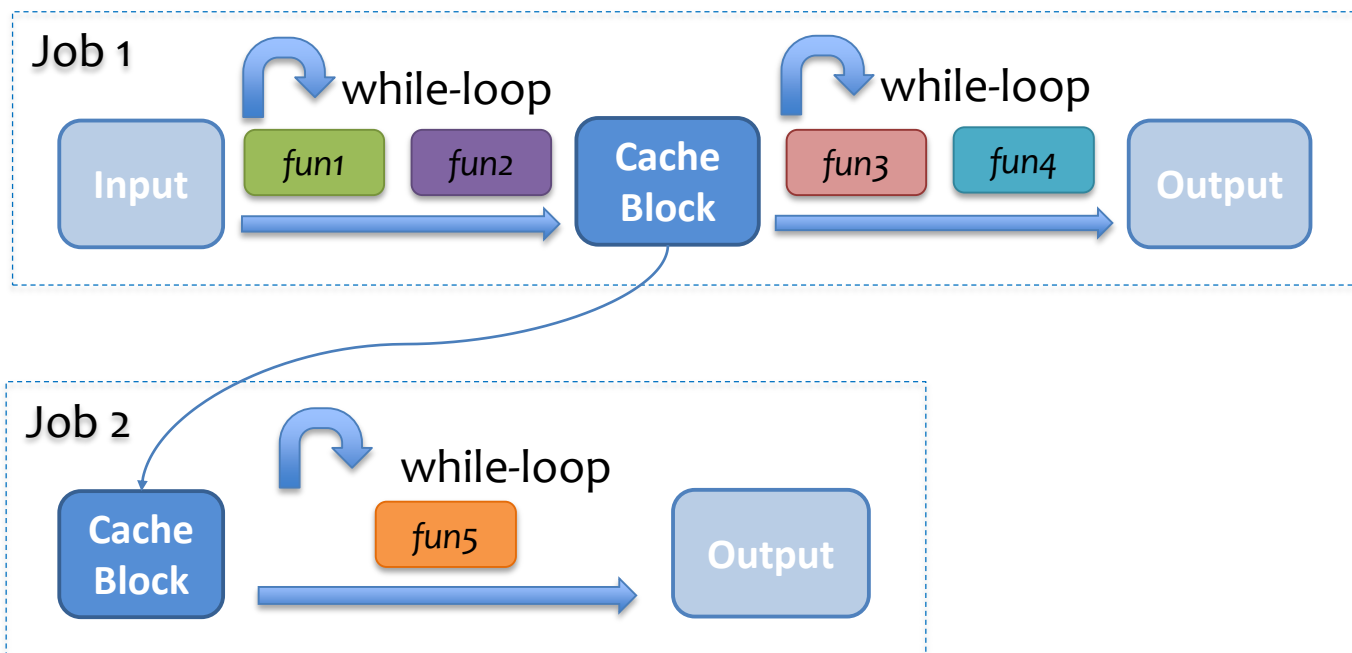 Job 1
while-loop
while-loop
Input
fun1
fun2
Cache
Block
fun3
fun4
Output
Job 2
while-loop
Cache
Block
fun5
Output